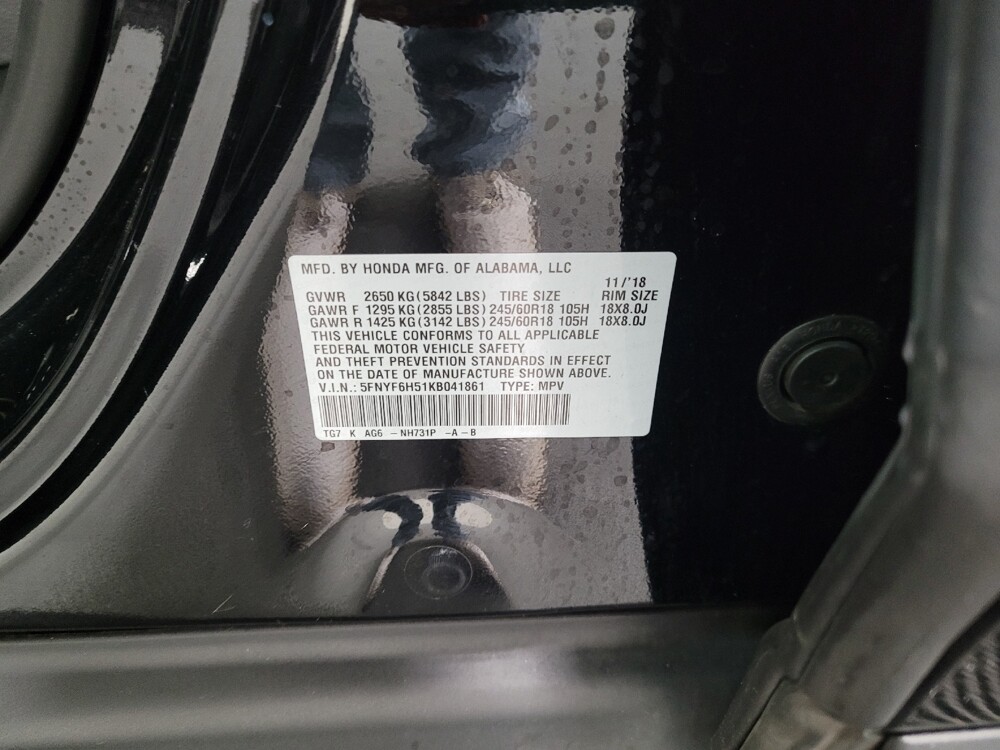 MFD. BY HONDA MFG. OF ALABAMA, LLC
11/'18
GVWR 2650 KG (5842 LBS) TIRE SIZE RIM SIZE
GAWR F 1295 KG (2855 LBS) 245/60R18 105H 18X8.0J
GAWR R 1425 KG (3142 LBS) 245/60R18 105H 18X8.0J
THIS VEHICLE CONFORMS TO ALL APPLICABLE
FEDERAL MOTOR VEHICLE SAFETY
AND THEFT PREVENTION STANDARDS IN EFFECT
ON THE DATE OF MANUFACTURE SHOWN ABOVE.
V.I.N.: 5FNYF6H51KB041861 TYPE: MPV
TG7 K AG6 -NH731P -A-B